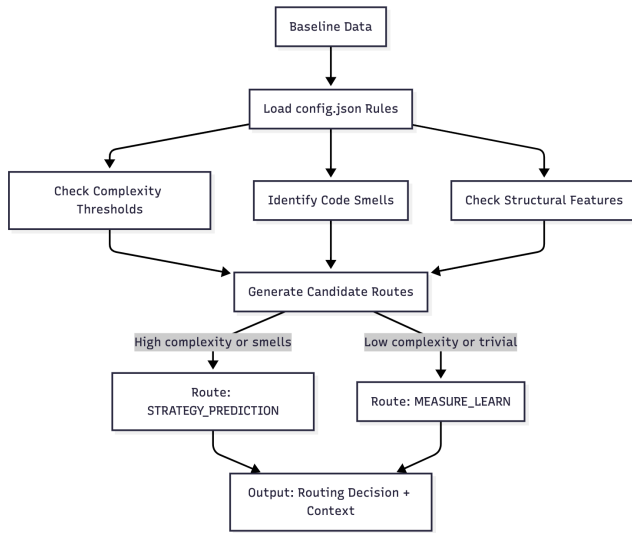 Baseline Data
Load config.json Rules
Check Complexity
Thresholds
Identify Code Smells
Check Structural Features
Generate Candidate Routes
High complexity or smells
Low complexity or trivial
Route:
STRATEGY_PREDICTION
Route: MEASURE_LEARN
Output: Routing Decision +
Context